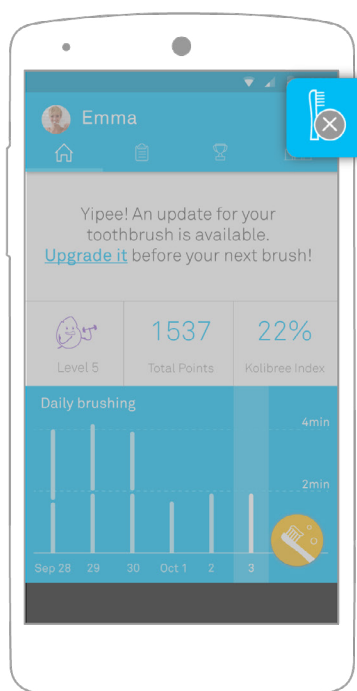 Emma
Yipee! An update for your
toothbrush is available.
Upgrade it before your next brush!
1537
22%
Level 5
Total Points
Kolibree Index
Daily brushing
4min
2min
Sep 28 29 30 Oct 1 2 3